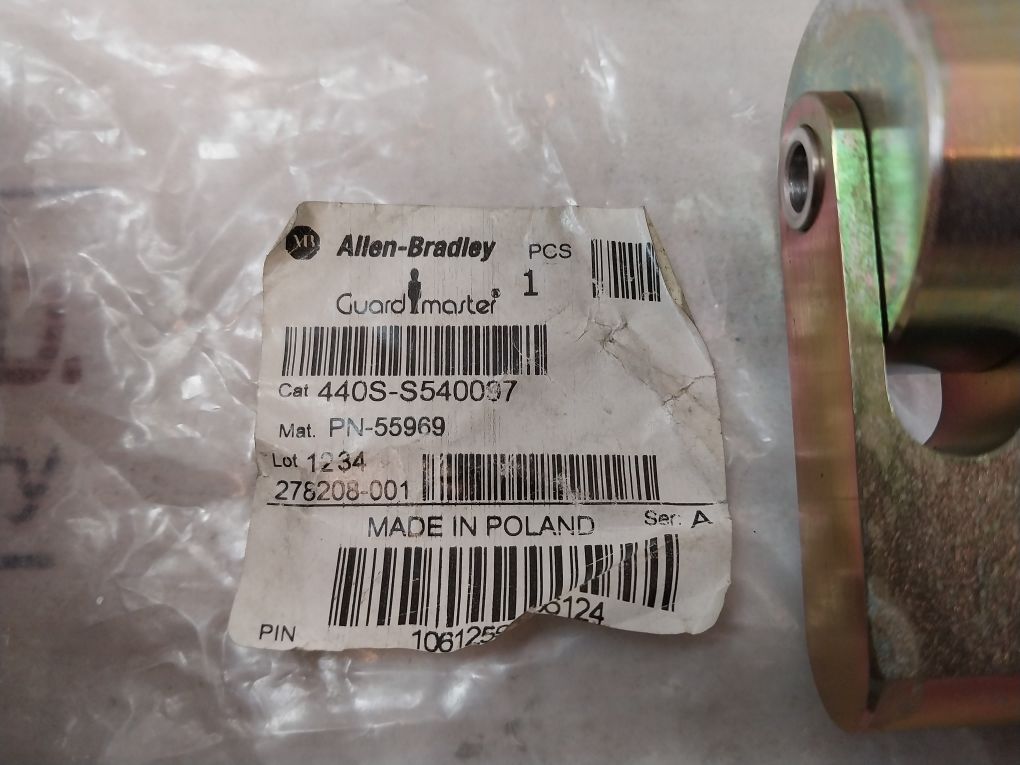 AB Allen-Bradley PCS
Guardmaster® 1
Cat 440S-S540097
Mat. PN-55969
Lot 1234
278208-001
MADE IN POLAND Ser: A
PIN